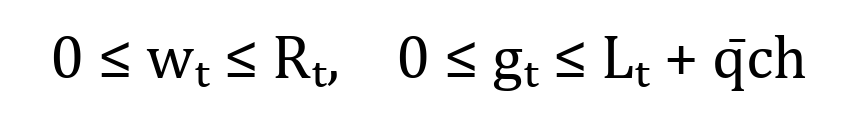 0 ≤ wₜ ≤ Rₜ, 0 ≤ gₜ ≤ Lₜ + q̄ch